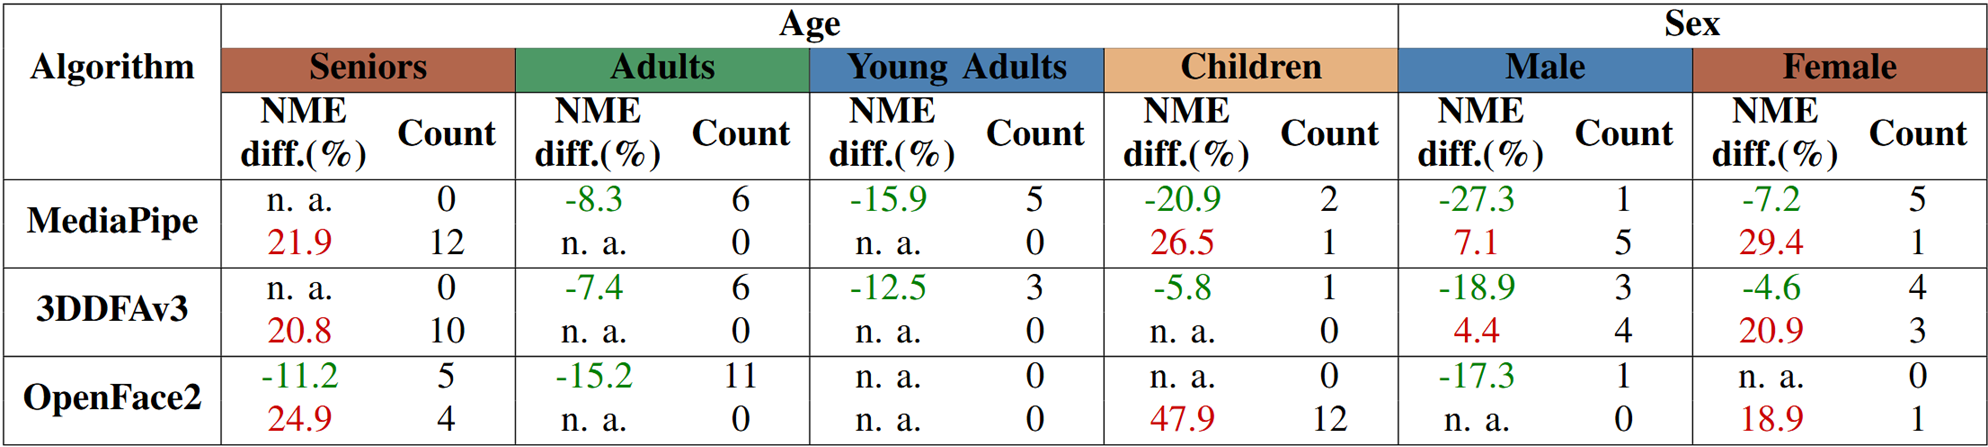 Algorithm Age Sex
Seniors Adults Young Adults Children Male Female
NME diff.(%) Count NME diff.(%) Count NME diff.(%) Count NME diff.(%) Count NME diff.(%) Count NME diff.(%) Count
MediaPipe n. a. 0 -8.3 6 -15.9 5 -20.9 2 -27.3 1 -7.2 5
21.9 12 n. a. 0 n. a. 0 26.5 1 7.1 5 29.4 1
3DDFAv3 n. a. 0 -7.4 6 -12.5 3 -5.8 1 -18.9 3 -4.6 4
20.8 10 n. a. 0 n. a. 0 n. a. 0 4.4 4 20.9 3
OpenFace2 -11.2 5 -15.2 11 n. a. 0 n. a. 0 -17.3 1 n. a. 0
24.9 4 n. a. 0 n. a. 0 47.9 12 n. a. 0 18.9 1